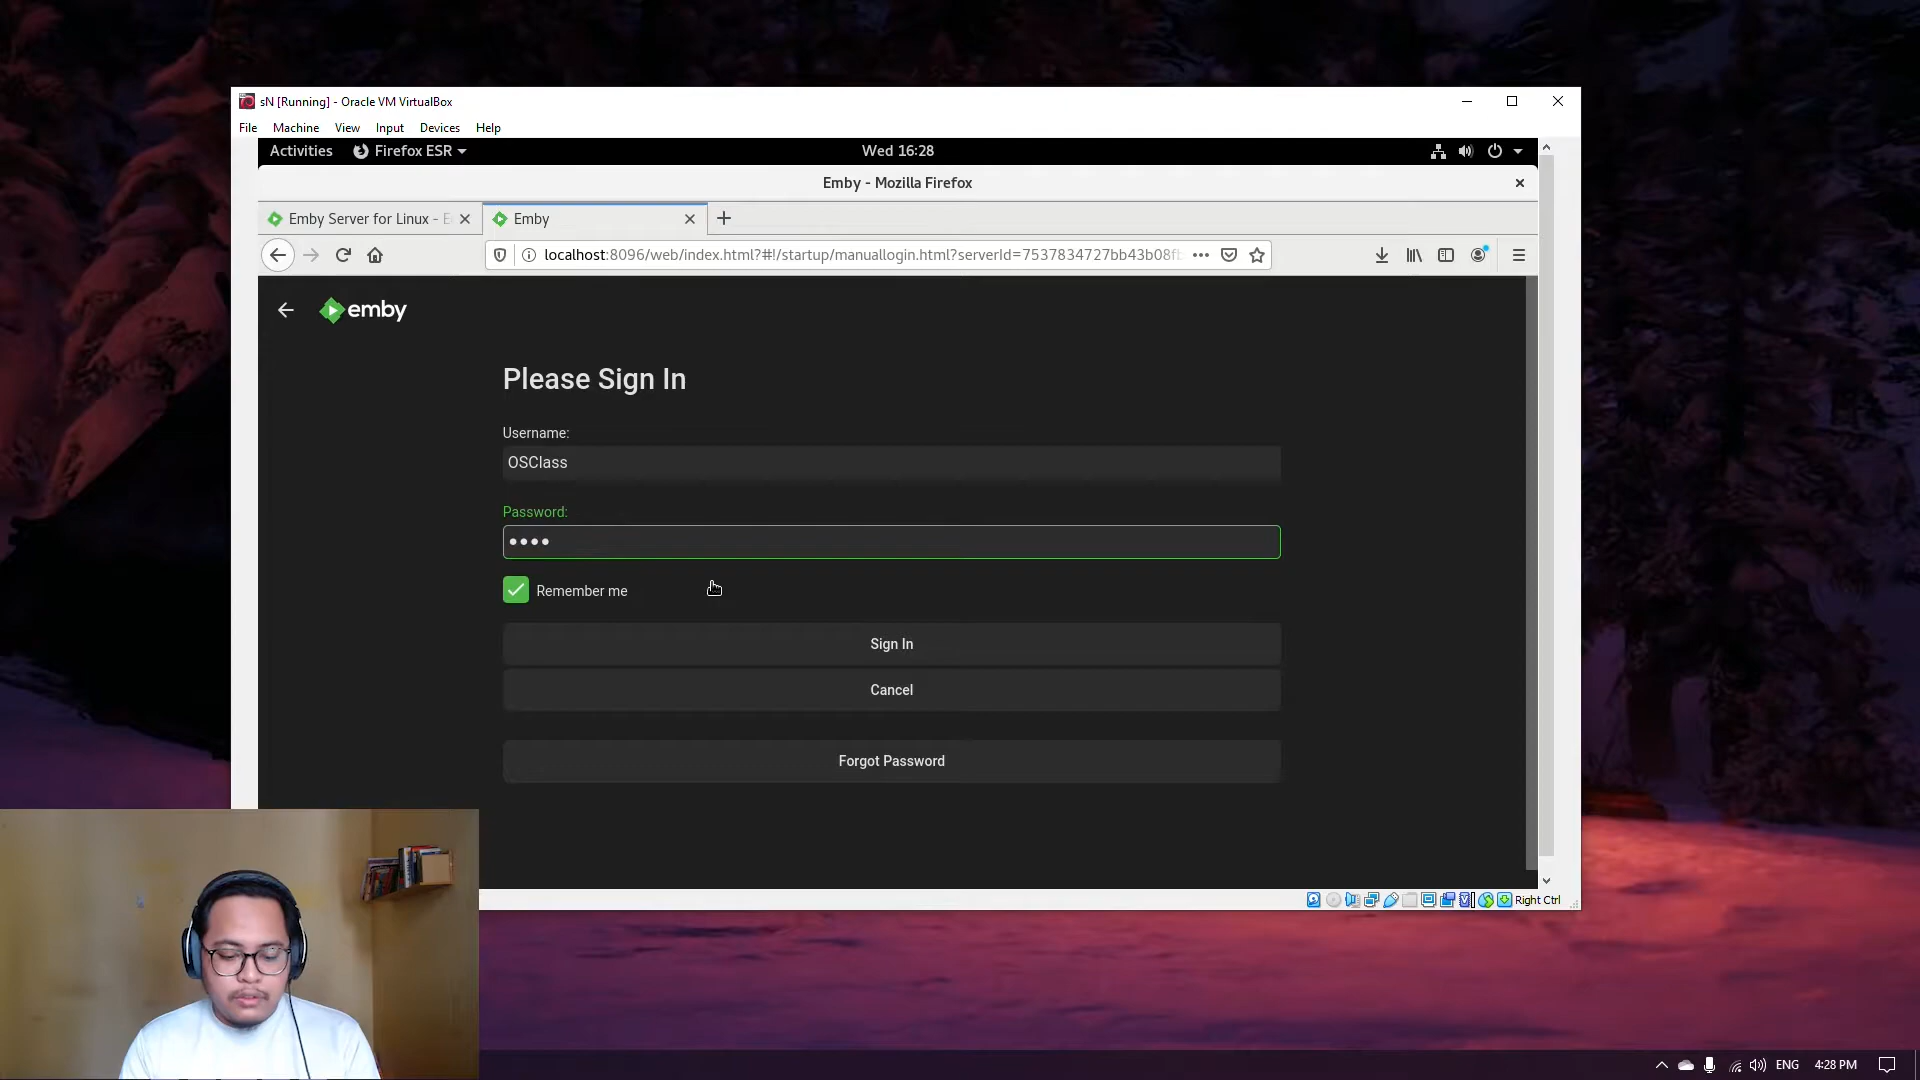 sN [Running] - Oracle VM VirtualBox
File Machine View Input Devices Help
Activities Firefox ESR Wed 16:28
Emby - Mozilla Firefox
Emby Server for Linux - E
Emby
localhost:8096/web/index.html?#!/startup/manuallogin.html?serverId=7537834727bb43b08f
emby
Please Sign In
Username:
OSClass
Password:
••••
Remember me
Sign In
Cancel
Forgot Password
Right Ctrl
ENG 4:28 PM